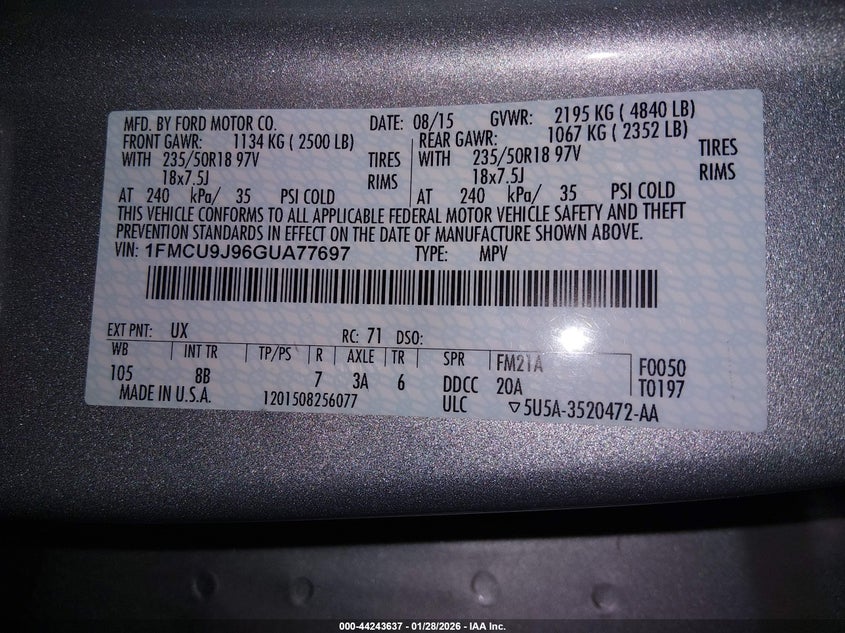 MFD. BY FORD MOTOR CO. DATE: 08/15 GVWR: 2195 KG ( 4840 LB)
FRONT GAWR: 1134 KG ( 2500 LB) REAR GAWR: 1067 KG ( 2352 LB)
WITH 235/50R18 97V TIRES WITH 235/50R18 97V TIRES
18x7.5J RIMS 18x7.5J RIMS
AT 240 kPa/ 35 PSI COLD AT 240 kPa/ 35 PSI COLD
THIS VEHICLE CONFORMS TO ALL APPLICABLE FEDERAL MOTOR VEHICLE SAFETY AND THEFT
PREVENTION STANDARDS IN EFFECT ON THE DATE OF MANUFACTURE SHOWN ABOVE.
VIN: 1FMCU9J96GUA77697 TYPE: MPV
EXT PNT: UX RC: 71 DSO:
WB INT TR TP/PS R AXLE TR SPR FM21A F0050
105 8B 7 3A 6 DDCC 20A T0197
MADE IN U.S.A. 1201508256077 ULC ▽5U5A-3520472-AA
000-44243637 - 01/28/2026 - IAA Inc.